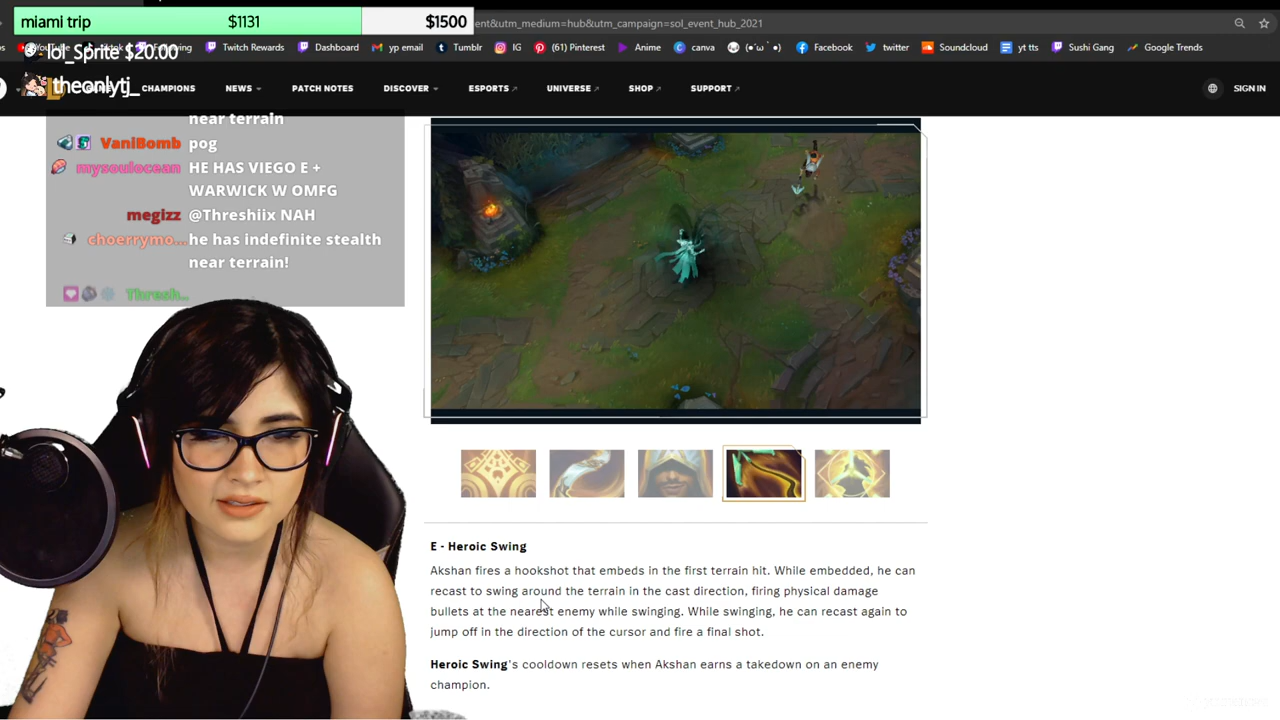 miami trip $1131 $1500
ent&utm_medium=hub&utm_campaign=sol_event_hub_2021
lol_Sprite $20.00
YouTube Following Twitch Rewards Dashboard yp email Tumblr IG (61) Pinterest Anime canva Facebook twitter Soundcloud yt tts Sushi Gang Google Trends
theonlytj_
CHAMPIONS NEWS PATCH NOTES DISCOVER ESPORTS UNIVERSE SHOP SUPPORT SIGN IN
near terrain
VaniBomb pog
mysoulocean HE HAS VIEGO E +
WARWICK W OMFG
megizz @Threshiix NAH
choerrymo... he has indefinite stealth
near terrain!
Thresh..
E - Heroic Swing
Akshan fires a hookshot that embeds in the first terrain hit. While embedded, he can
recast to swing around the terrain in the cast direction, firing physical damage
bullets at the nearest enemy while swinging. While swinging, he can recast again to
jump off in the direction of the cursor and fire a final shot.
Heroic Swing's cooldown resets when Akshan earns a takedown on an enemy
champion.